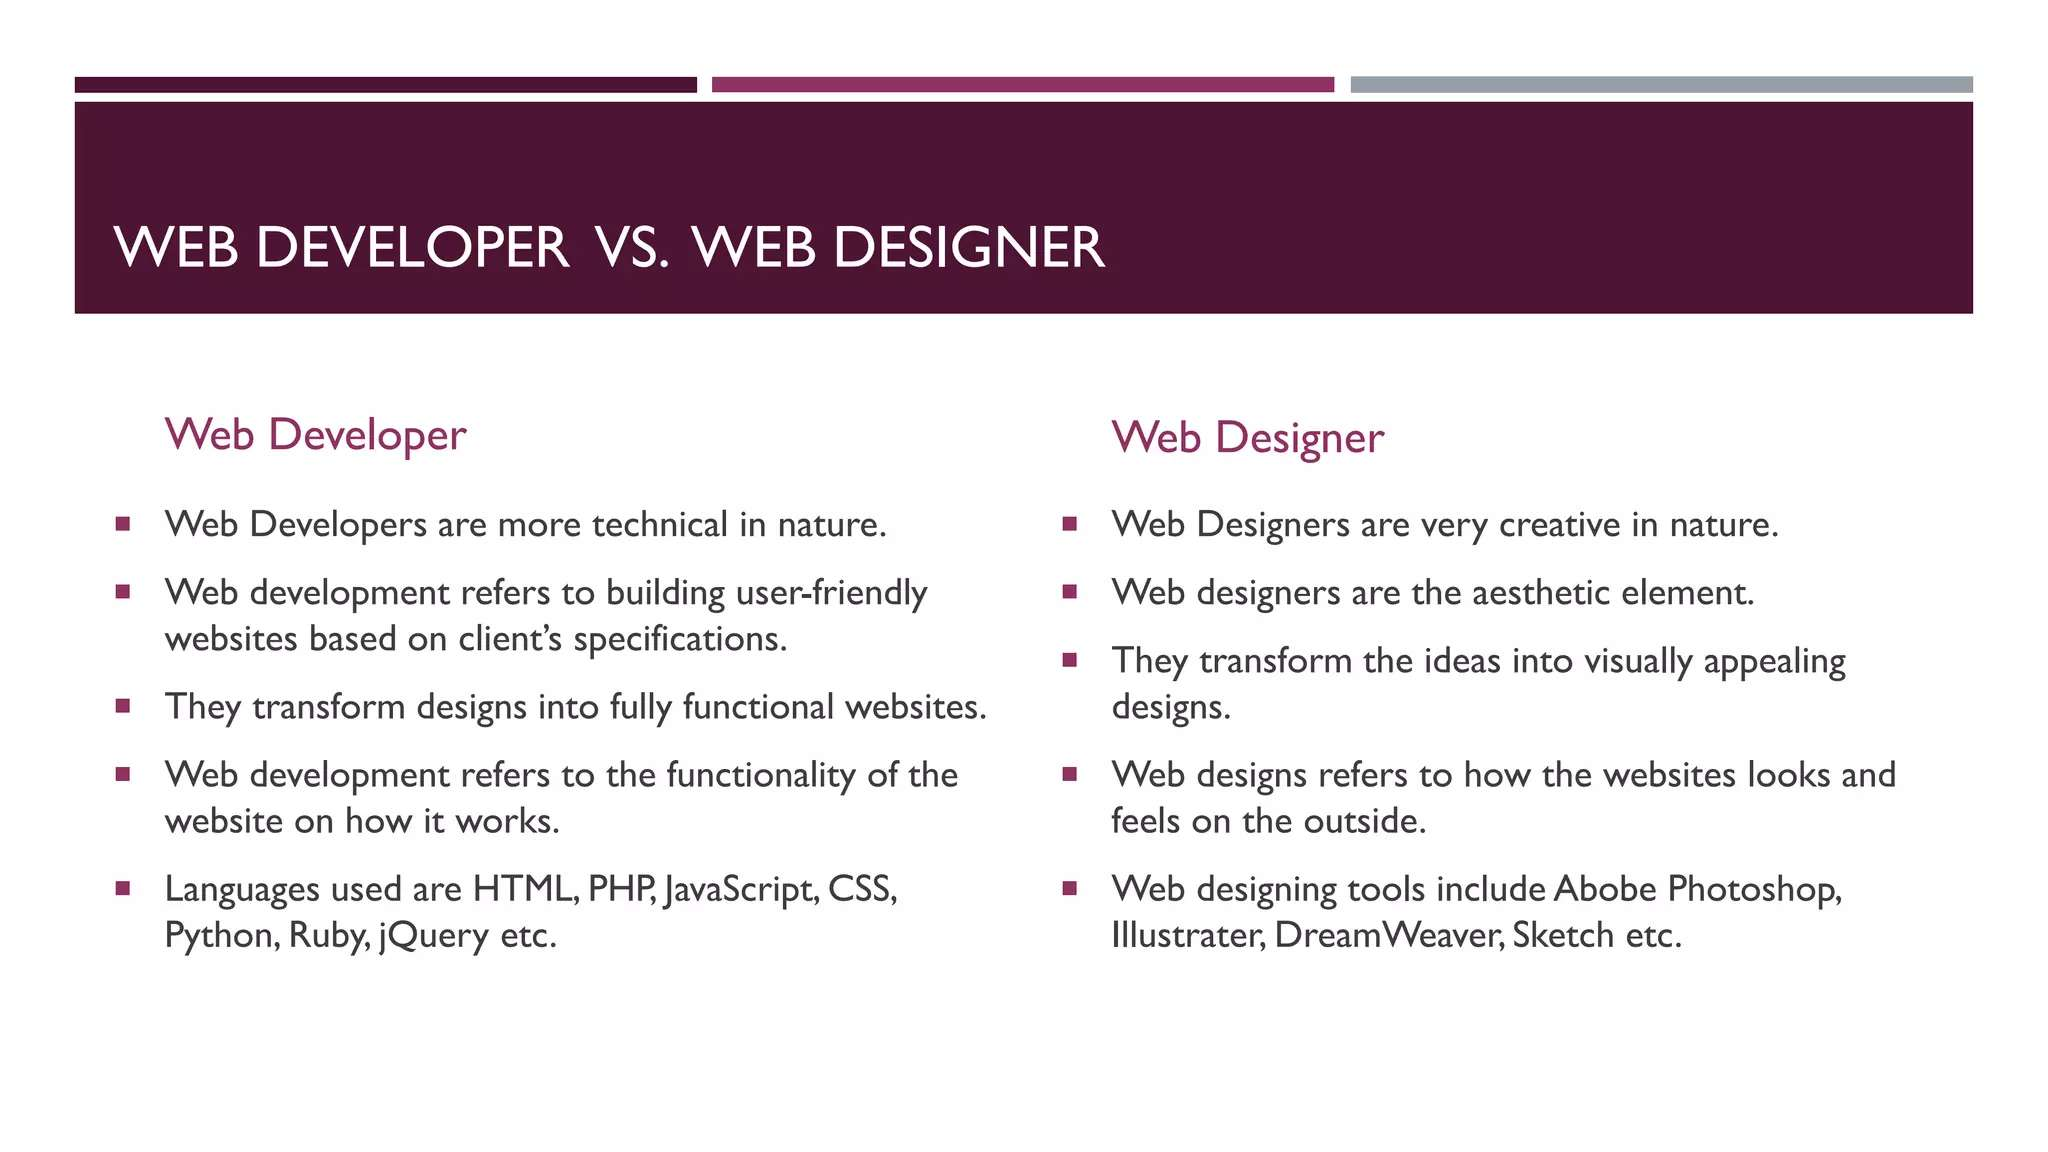 WEB DEVELOPER VS. WEB DESIGNER
Web Developer
Web Developers are more technical in nature.
Web development refers to building user-friendly
websites based on client’s specifications.
They transform designs into fully functional websites.
Web development refers to the functionality of the
website on how it works.
Languages used are HTML, PHP, JavaScript, CSS,
Python, Ruby, jQuery etc.
Web Designer
Web Designers are very creative in nature.
Web designers are the aesthetic element.
They transform the ideas into visually appealing
designs.
Web designs refers to how the websites looks and
feels on the outside.
Web designing tools include Abobe Photoshop,
Illustrater, DreamWeaver, Sketch etc.